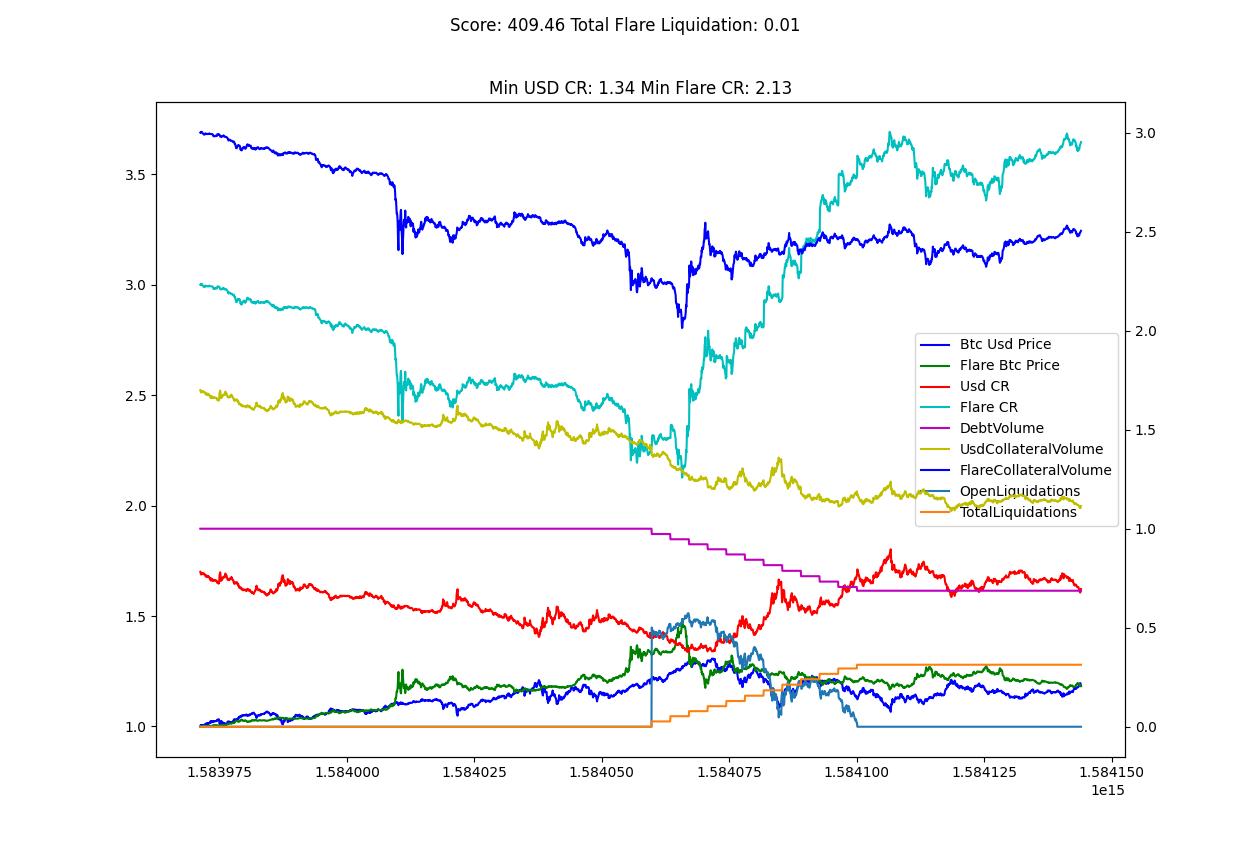 Score: 409.46 Total Flare Liquidation: 0.01
Min USD CR: 1.34 Min Flare CR: 2.13
3.5
3.0
2.5
2.0
1.5
1.0
3.0
2.5
2.0
1.5
1.0
0.5
0.0
Btc Usd Price
Flare Btc Price
Usd CR
Flare CR
DebtVolume
UsdCollateralVolume
FlareCollateralVolume
OpenLiquidations
TotalLiquidations
1.583975 1.584000 1.584025 1.584050 1.584075 1.584100 1.584125 1.584150
1e15